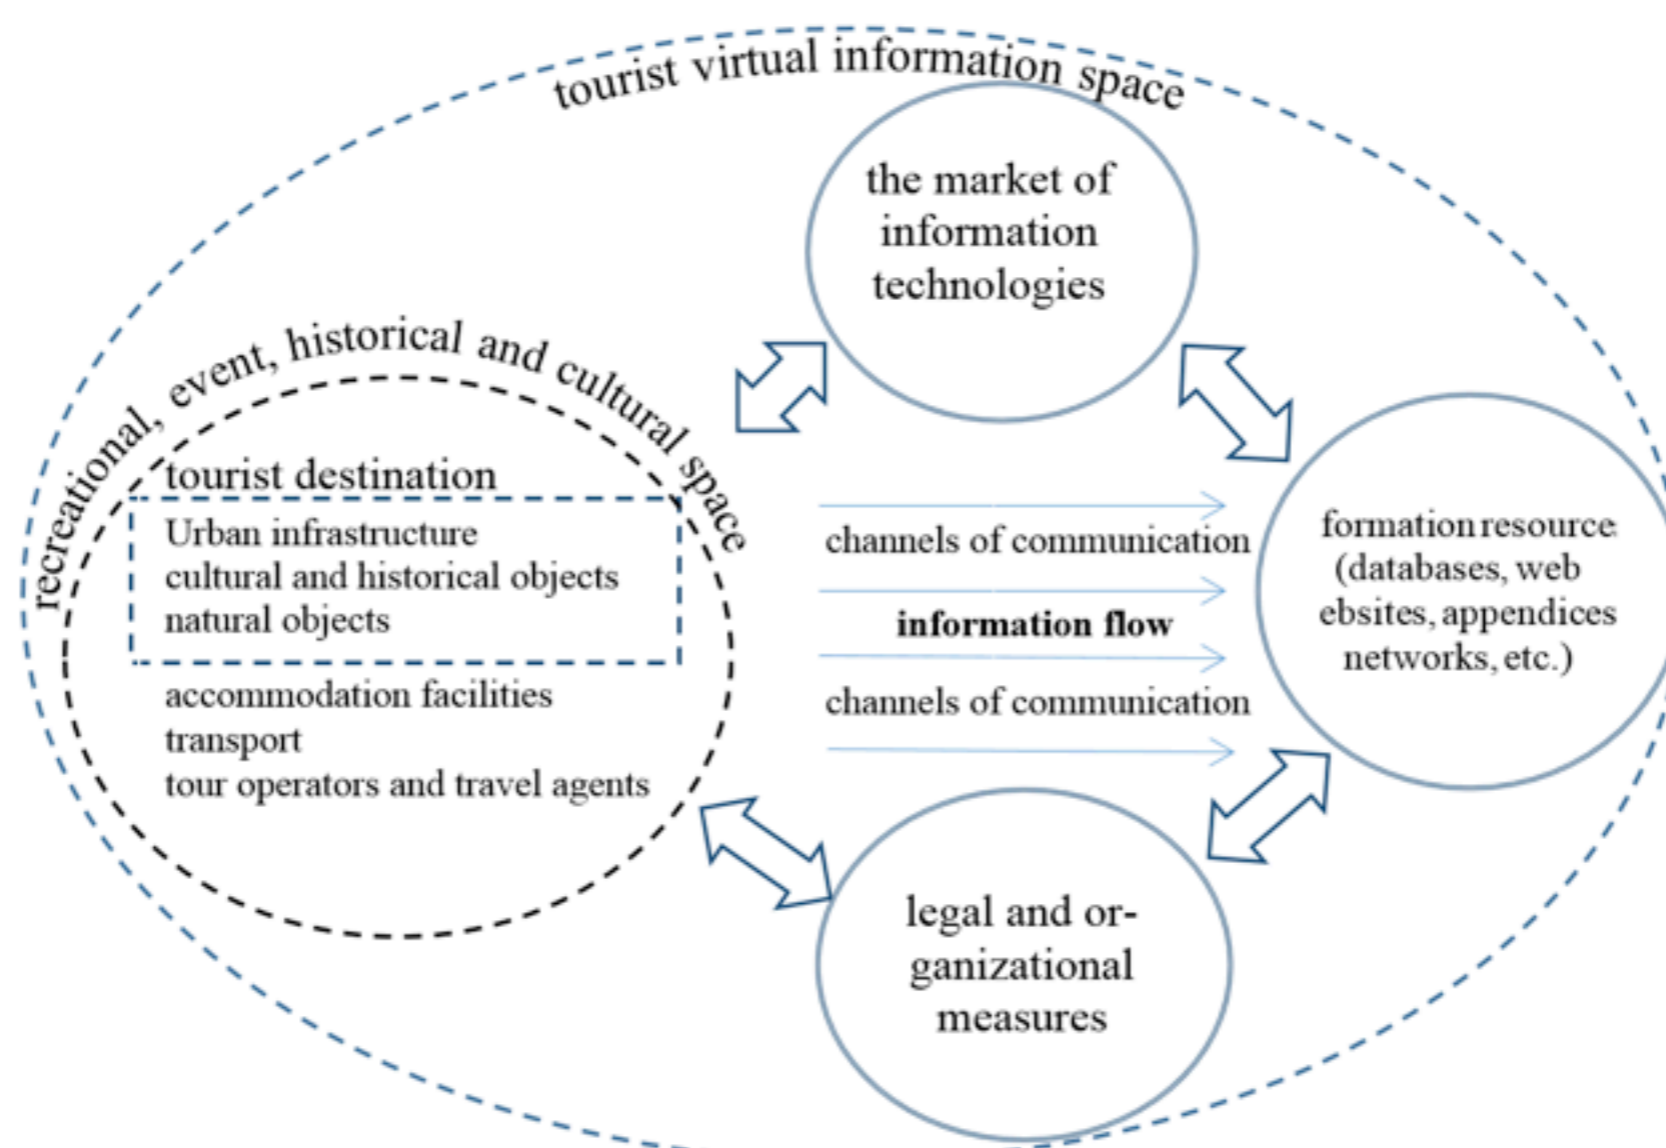 tourist virtual information space
the market of
information
technologies
recreational, event, historical and cultural space
tourist destination
Urban infrastructure
cultural and historical objects
natural objects
accommodation facilities
transport
tour operators and travel agents
channels of communication
information flow
channels of communication
formation resource
(databases, web
ebsites, appendices
networks, etc.)
legal and or-
ganizational
measures